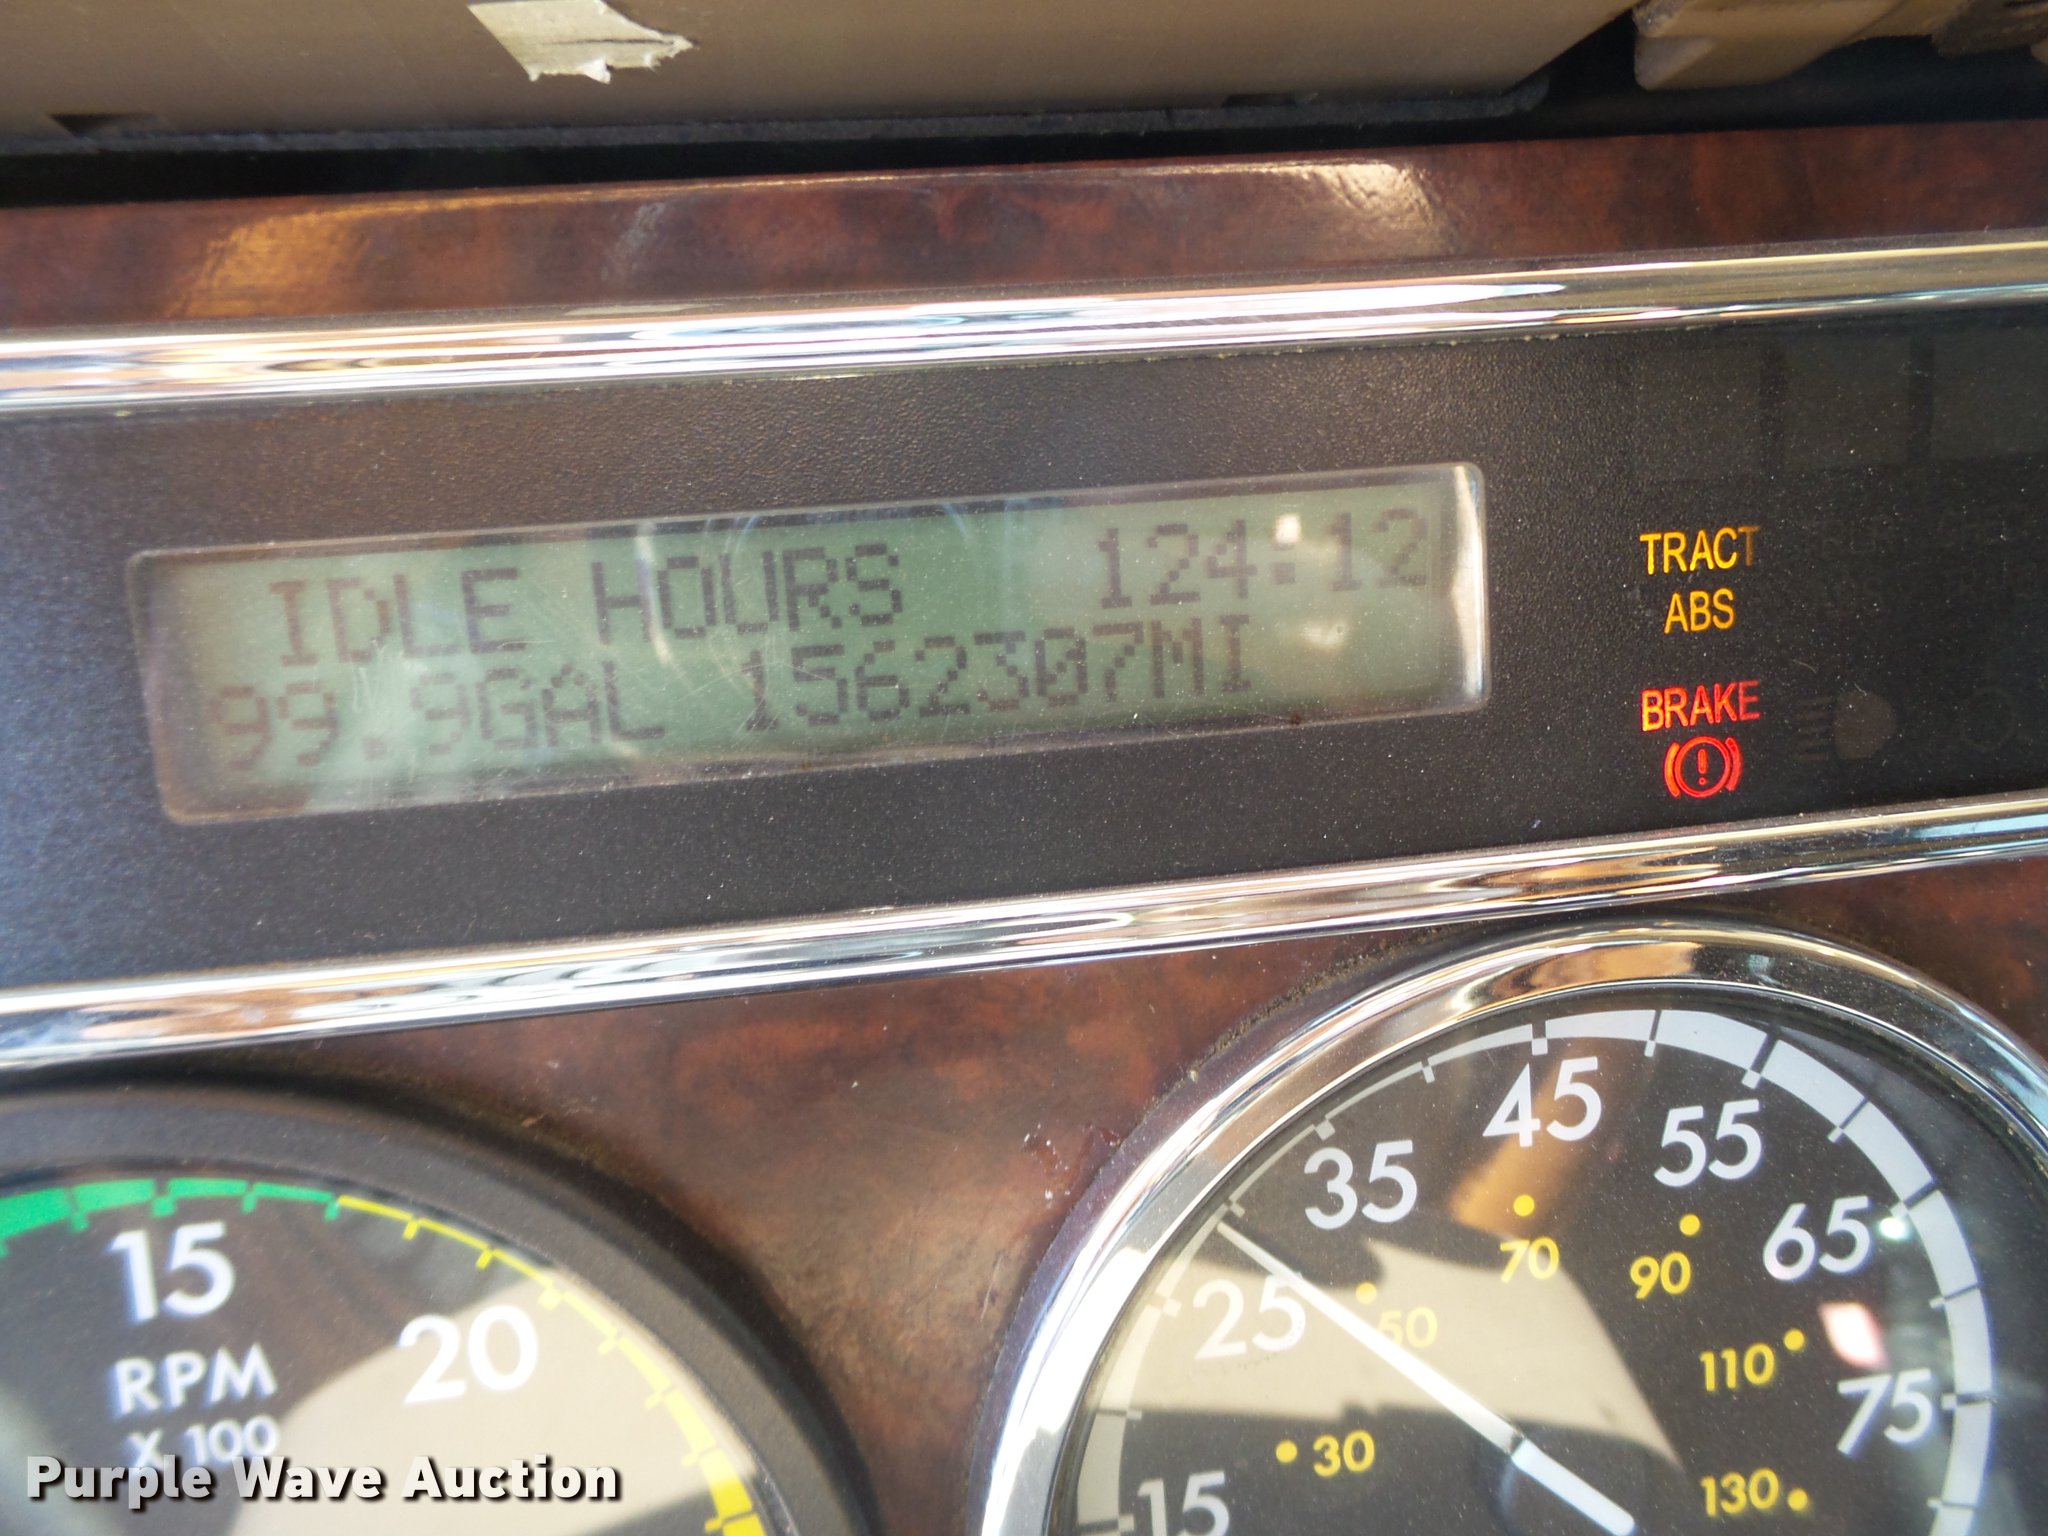 IDLE HOURS 124:12
99.9GAL 1562307MI
TRACT
ABS
BRAKE
15
20
RPM
X 100
15
25
35
45
55
65
75
30
50
70
90
110
130
Purple Wave Auction